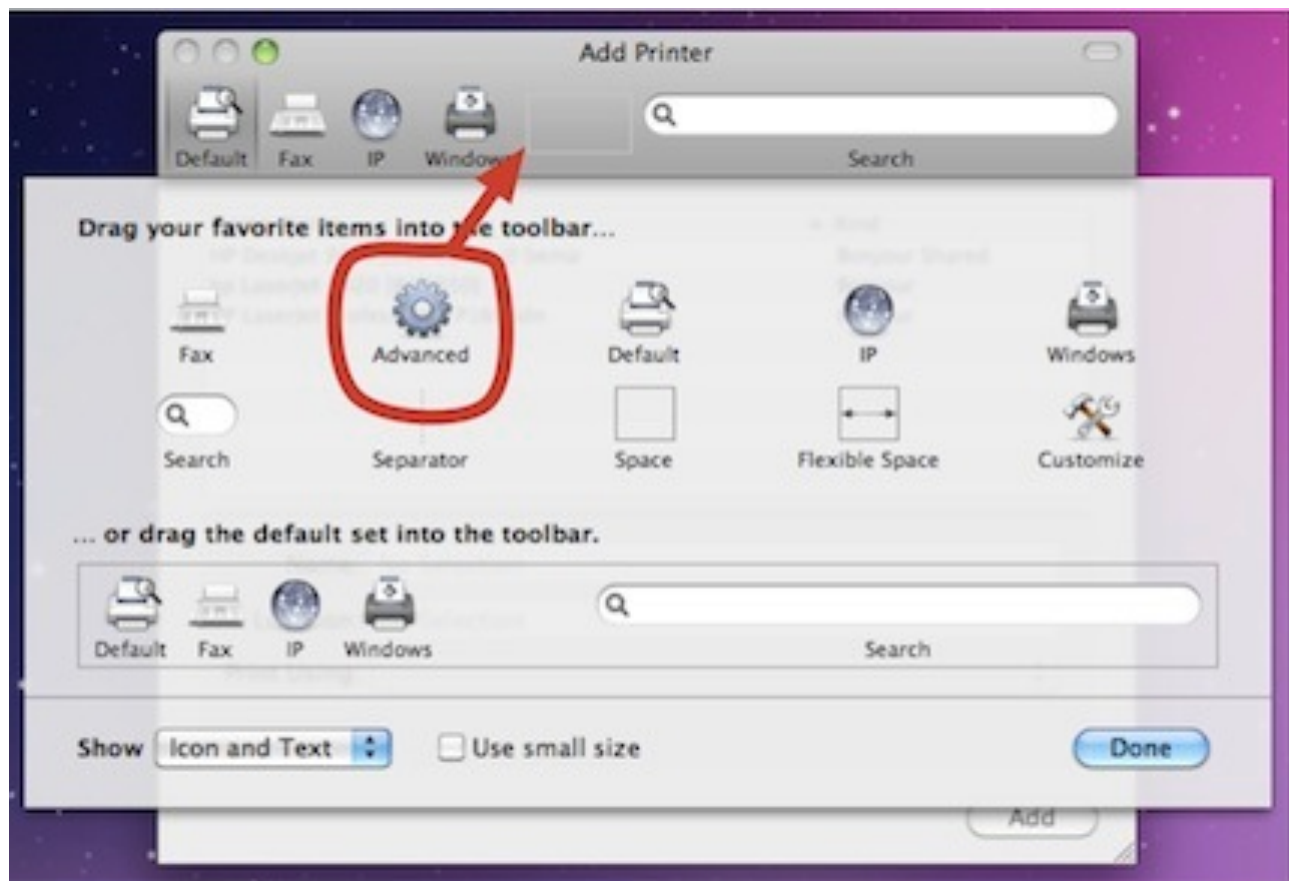 Add Printer
Default Fax IP Windows Search
Drag your favorite items into the toolbar...
Fax Advanced Default IP Windows
Search Separator Space Flexible Space Customize
... or drag the default set into the toolbar.
Default Fax IP Windows Search
Show Icon and Text Use small size Done
Add